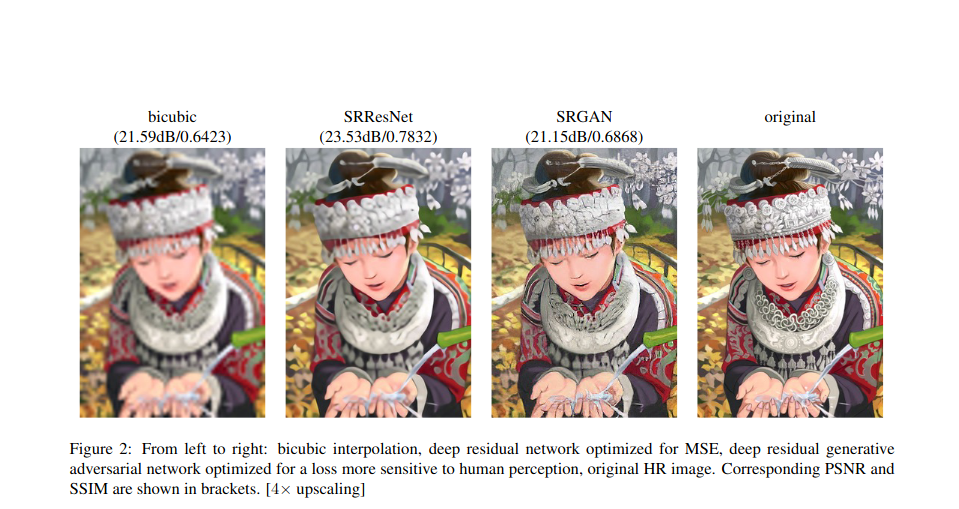 bicubic
(21.59dB/0.6423)
SRResNet
(23.53dB/0.7832)
SRGAN
(21.15dB/0.6868)
original
Figure 2: From left to right: bicubic interpolation, deep residual network optimized for MSE, deep residual generative
adversarial network optimized for a loss more sensitive to human perception, original HR image. Corresponding PSNR and
SSIM are shown in brackets. [4× upscaling]